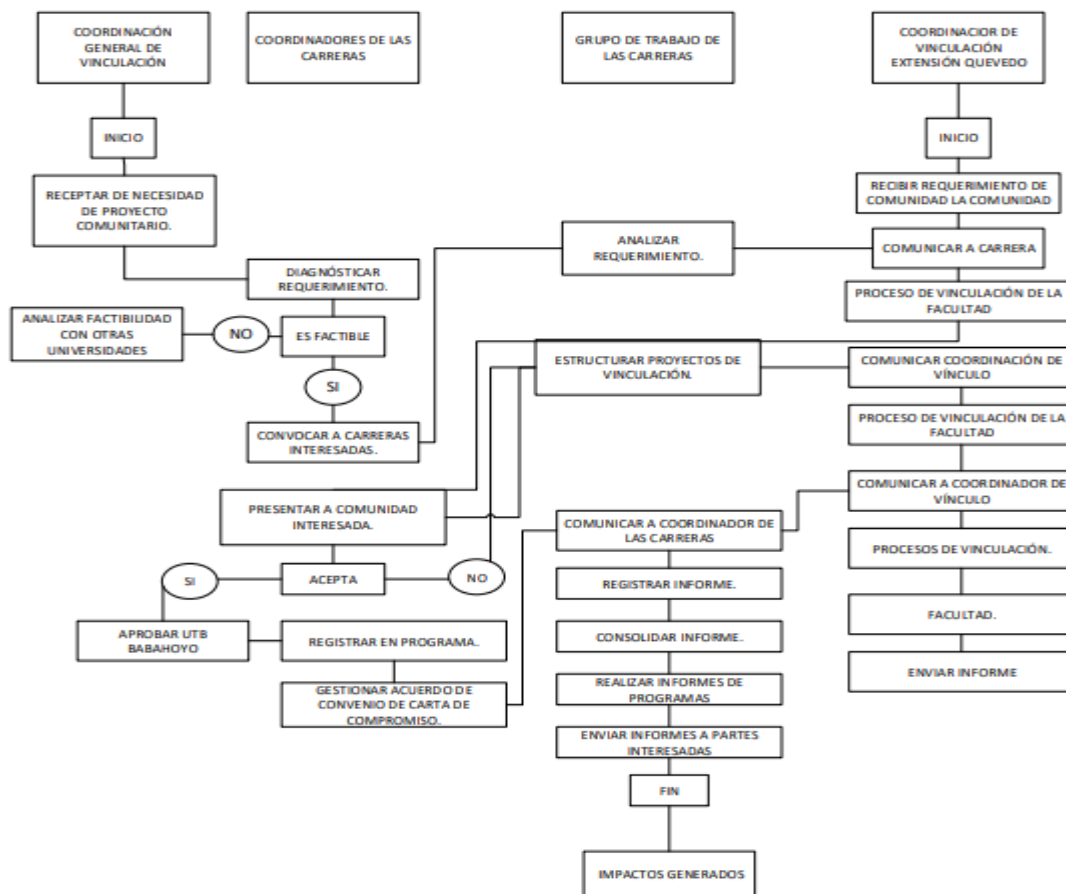 COORDINACIÓN
GENERAL DE
VINCULACIÓN
COORDINADORES DE LAS
CARRERAS
GRUPO DE TRABAJO DE
LAS CARRERAS
COORDINACIOR DE
VINCULACIÓN
EXTENSIÓN QUEVEDO
INICIO
INICIO
RECEPTAR DE NECESIDAD
DE PROYECTO
COMUNITARIO.
RECIBIR REQUERIMIENTO DE
COMUNIDAD LA COMUNIDAD
ANALIZAR
REQUERIMIENTO.
COMUNICAR A CARRERA
DIAGNÓSTICAR
REQUERIMIENTO.
PROCESO DE VINCULACIÓN DE LA
FACULTAD
ANALIZAR FACTIBILIDAD
CON OTRAS
UNIVERSIDADES
NO
ES FACTIBLE
ESTRUCTURAR PROYECTOS DE
VINCULACIÓN.
COMUNICAR COORDINACIÓN DE
VÍNCULO
SI
CONVOCAR A CARRERAS
INTERESADAS.
PROCESO DE VINCULACIÓN DE LA
FACULTAD
COMUNICAR A COORDINADOR DE
VÍNCULO
PRESENTAR A COMUNIDAD
INTERESADA.
COMUNICAR A COORDINADOR DE
LAS CARRERAS
PROCESOS DE VINCULACIÓN.
SI
ACEPTA
NO
REGISTRAR INFORME.
FACULTAD.
APROBAR UTB
BABAHOYO
REGISTRAR EN PROGRAMA.
CONSOLIDAR INFORME.
ENVIAR INFORME
GESTIONAR ACUERDO DE
CONVENIO DE CARTA DE
COMPROMISO.
REALIZAR INFORMES DE
PROGRAMAS
ENVIAR INFORMES A PARTES
INTERESADAS
FIN
IMPACTOS GENERADOS